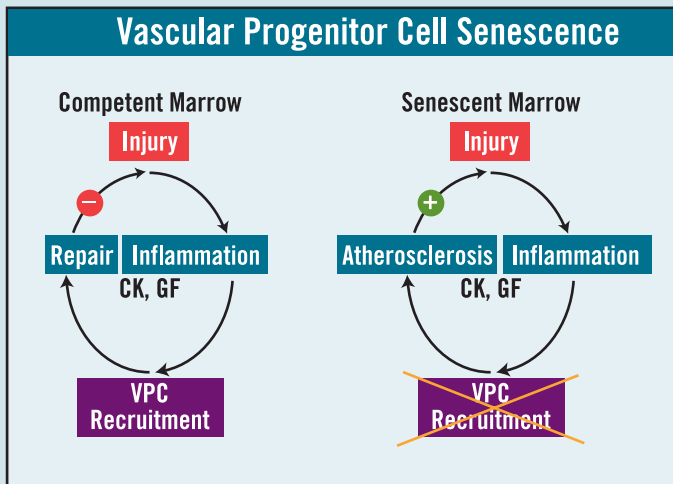 Vascular Progenitor Cell Senescence
Competent Marrow
Injury
−
Repair
Inflammation
CK, GF
VPC
Recruitment
Senescent Marrow
Injury
+
Atherosclerosis
Inflammation
CK, GF
VPC
Recruitment